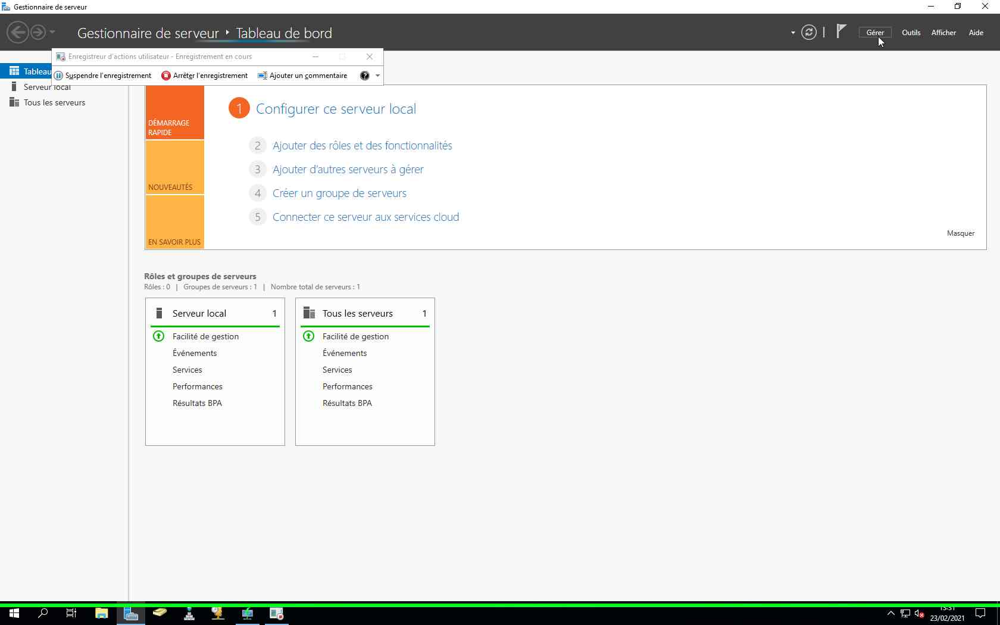 Gestionnaire de serveur
Gestionnaire de serveur ‣ Tableau de bord
Gérer
Outils
Afficher
Aide
Enregistreur d'actions utilisateur - Enregistrement en cours
Suspendre l'enregistrement
Arrêter l'enregistrement
Ajouter un commentaire
Tableau
Serveur local
Tous les serveurs
DÉMARRAGE
RAPIDE
NOUVEAUTÉS
EN SAVOIR PLUS
1 Configurer ce serveur local
2 Ajouter des rôles et des fonctionnalités
3 Ajouter d'autres serveurs à gérer
4 Créer un groupe de serveurs
5 Connecter ce serveur aux services cloud
Masquer
Rôles et groupes de serveurs
Rôles : 0 | Groupes de serveurs : 1 | Nombre total de serveurs : 1
Serveur local 1
Facilité de gestion
Événements
Services
Performances
Résultats BPA
Tous les serveurs 1
Facilité de gestion
Événements
Services
Performances
Résultats BPA
13:31
23/02/2021